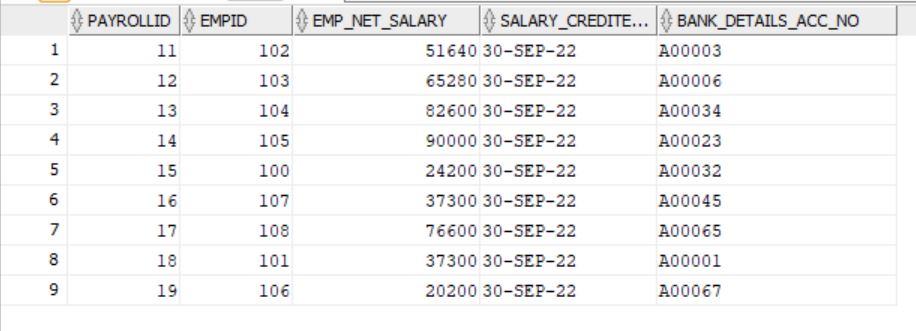 PAYROLLID EMPID EMP_NET_SALARY SALARY_CREDITE... BANK_DETAILS_ACC_NO
1 11 102 51640 30-SEP-22 A00003
2 12 103 65280 30-SEP-22 A00006
3 13 104 82600 30-SEP-22 A00034
4 14 105 90000 30-SEP-22 A00023
5 15 100 24200 30-SEP-22 A00032
6 16 107 37300 30-SEP-22 A00045
7 17 108 76600 30-SEP-22 A00065
8 18 101 37300 30-SEP-22 A00001
9 19 106 20200 30-SEP-22 A00067